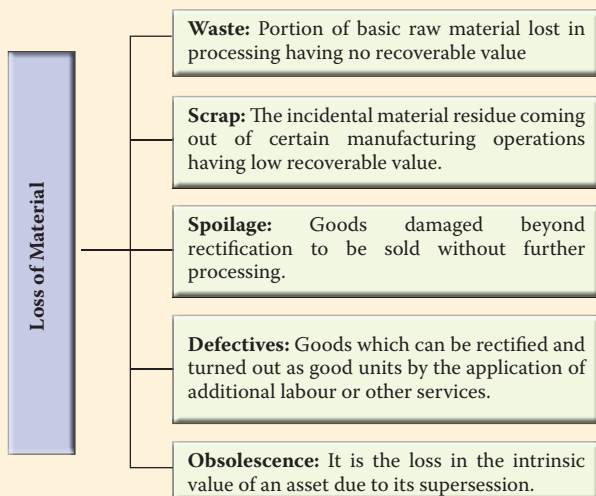 Loss of Material
Waste: Portion of basic raw material lost in
processing having no recoverable value
Scrap: The incidental material residue coming
out of certain manufacturing operations
having low recoverable value.
Spoilage: Goods damaged beyond
rectification to be sold without further
processing.
Defectives: Goods which can be rectified and
turned out as good units by the application of
additional labour or other services.
Obsolescence: It is the loss in the intrinsic
value of an asset due to its supersession.